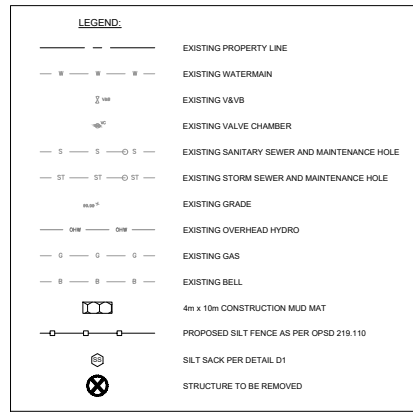 LEGEND:
EXISTING PROPERTY LINE
W W W EXISTING WATERMAIN
V&B EXISTING V&VB
VC EXISTING VALVE CHAMBER
S S S EXISTING SANITARY SEWER AND MAINTENANCE HOLE
ST ST ST EXISTING STORM SEWER AND MAINTENANCE HOLE
EXISTING GRADE
OHW OHW EXISTING OVERHEAD HYDRO
G G G EXISTING GAS
B B B EXISTING BELL
4m x 10m CONSTRUCTION MUD MAT
PROPOSED SILT FENCE AS PER OPSD 219.110
SS SILT SACK PER DETAIL D1
STRUCTURE TO BE REMOVED